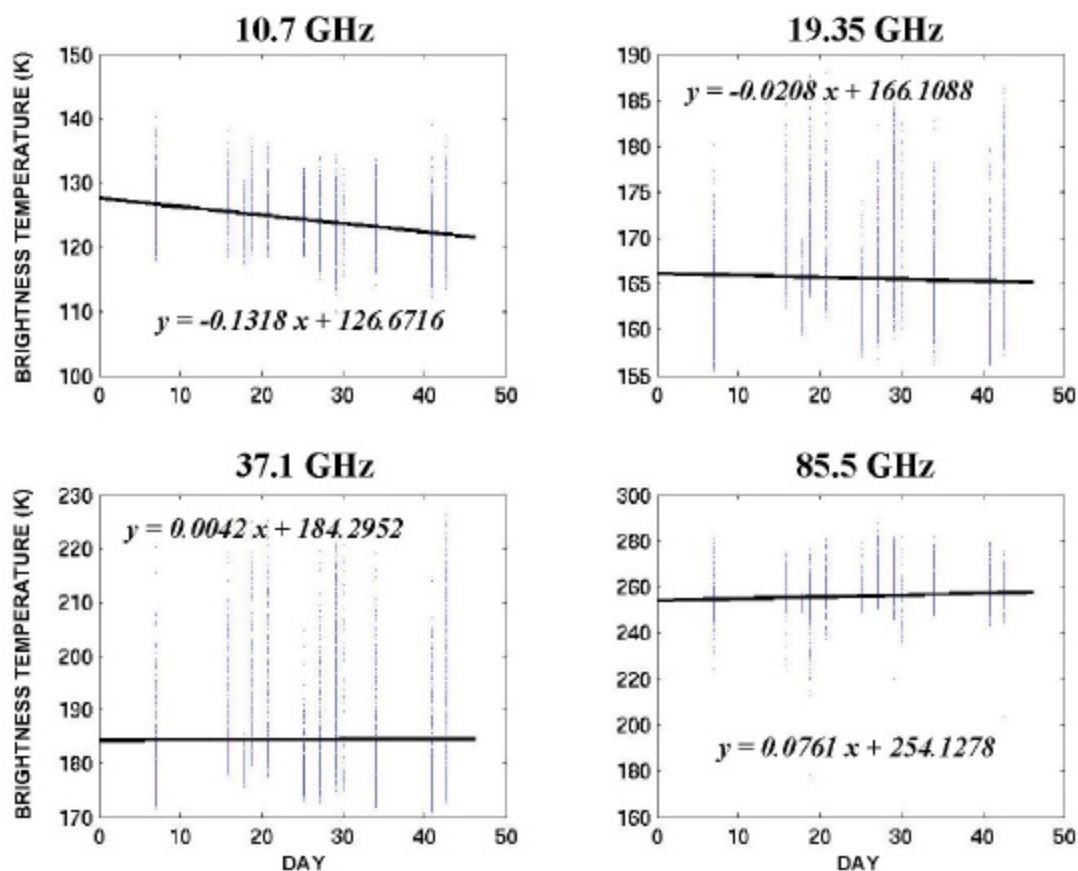 10.7 GHz
BRIGHTNESS TEMPERATURE (K)
150
140
130
120
110
100
y = -0.1318 x + 126.6716
0 10 20 30 40 50
19.35 GHz
190
185
180
175
170
165
160
155
y = -0.0208 x + 166.1088
0 10 20 30 40 50
37.1 GHz
BRIGHTNESS TEMPERATURE (K)
230
220
210
200
190
180
170
y = 0.0042 x + 184.2952
0 10 20 30 40 50
DAY
85.5 GHz
300
280
260
240
220
200
180
160
y = 0.0761 x + 254.1278
0 10 20 30 40 50
DAY